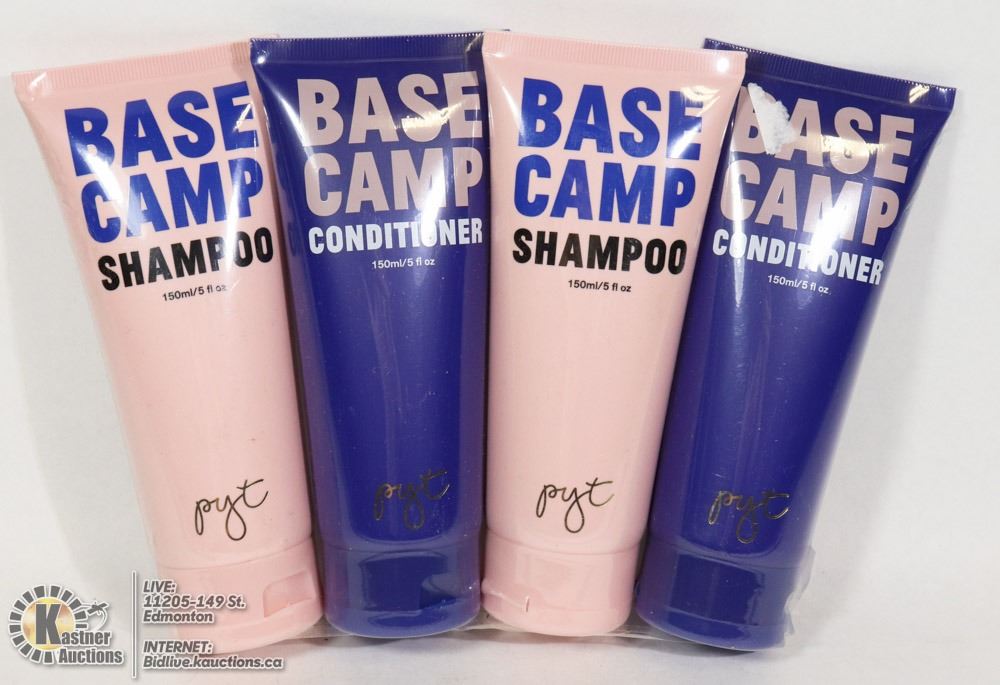 BASE
CAMP
SHAMPOO
150ml/5 fl oz
pyt
BASE
CAMP
CONDITIONER
150ml/5 fl oz
pyt
BASE
CAMP
SHAMPOO
150ml/5 fl oz
pyt
BASE
CAMP
CONDITIONER
150ml/5 fl oz
pyt
Kastner
Auctions
LIVE:
11205-149 St.
Edmonton
INTERNET:
Bidlive.kauctions.ca